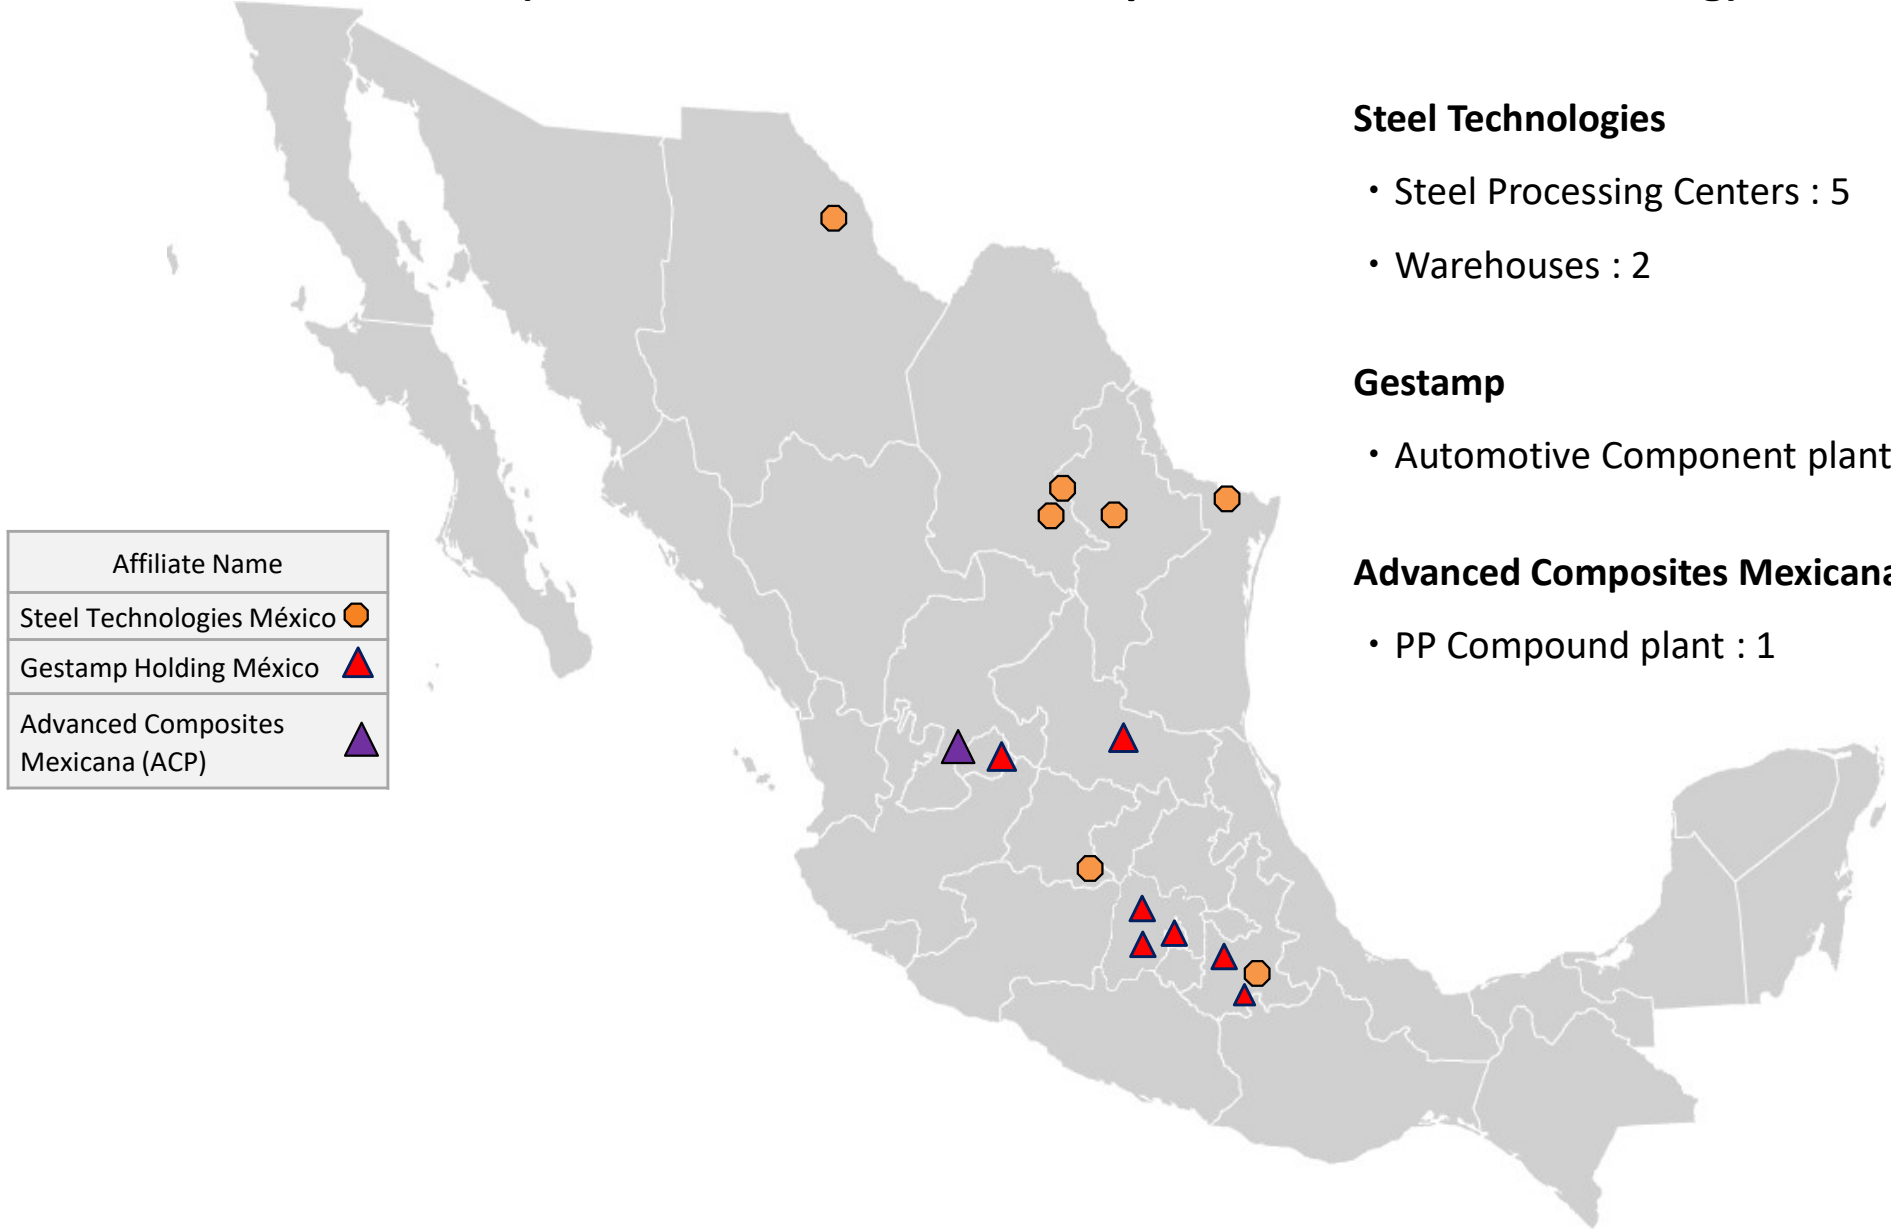 Steel Technologies
・Steel Processing Centers : 5
・Warehouses : 2
Gestamp
・Automotive Component plant
Advanced Composites Mexicana
・PP Compound plant : 1
Affiliate Name
Steel Technologies México
Gestamp Holding México
Advanced Composites
Mexicana (ACP)